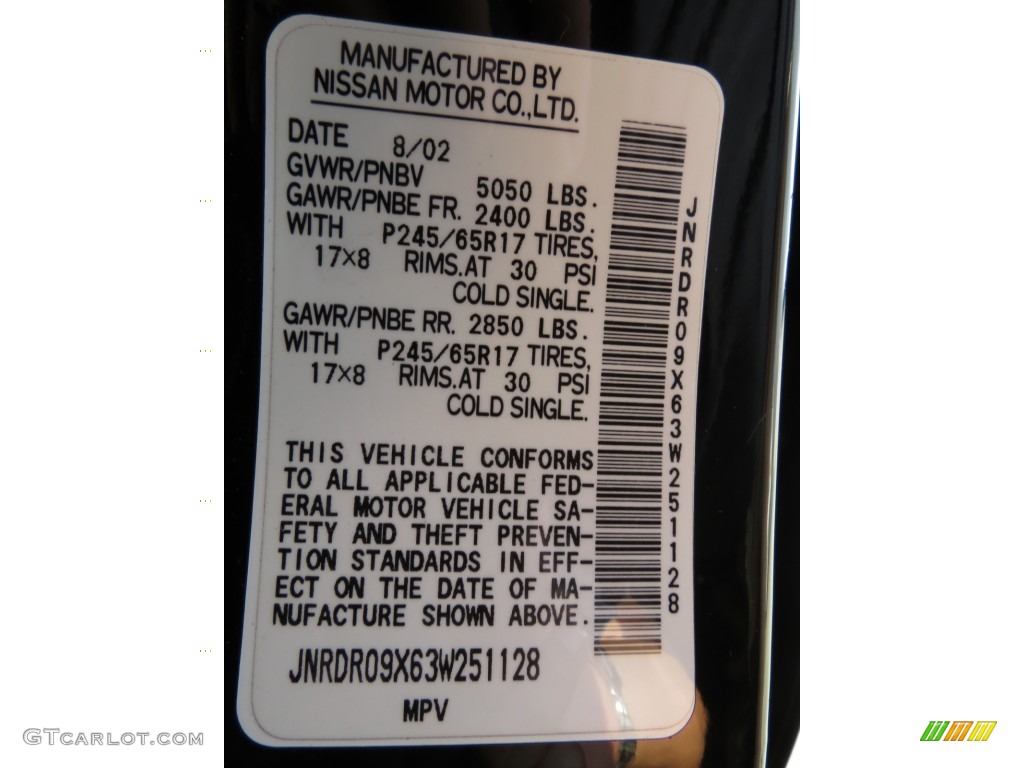 MANUFACTURED BY
NISSAN MOTOR CO.,LTD.
DATE 8/02
GVWR/PNBV 5050 LBS.
GAWR/PNBE FR. 2400 LBS.
WITH P245/65R17 TIRES,
17×8 RIMS.AT 30 PSI
COLD SINGLE.
GAWR/PNBE RR. 2850 LBS.
WITH P245/65R17 TIRES,
17×8 RIMS.AT 30 PSI
COLD SINGLE.
THIS VEHICLE CONFORMS
TO ALL APPLICABLE FED-
ERAL MOTOR VEHICLE SA-
FETY AND THEFT PREVEN-
TION STANDARDS IN EFF-
ECT ON THE DATE OF MA-
NUFACTURE SHOWN ABOVE.
JNRDR09X63W251128
MPV
JNRDR09X63W251128
GTcarlot.com